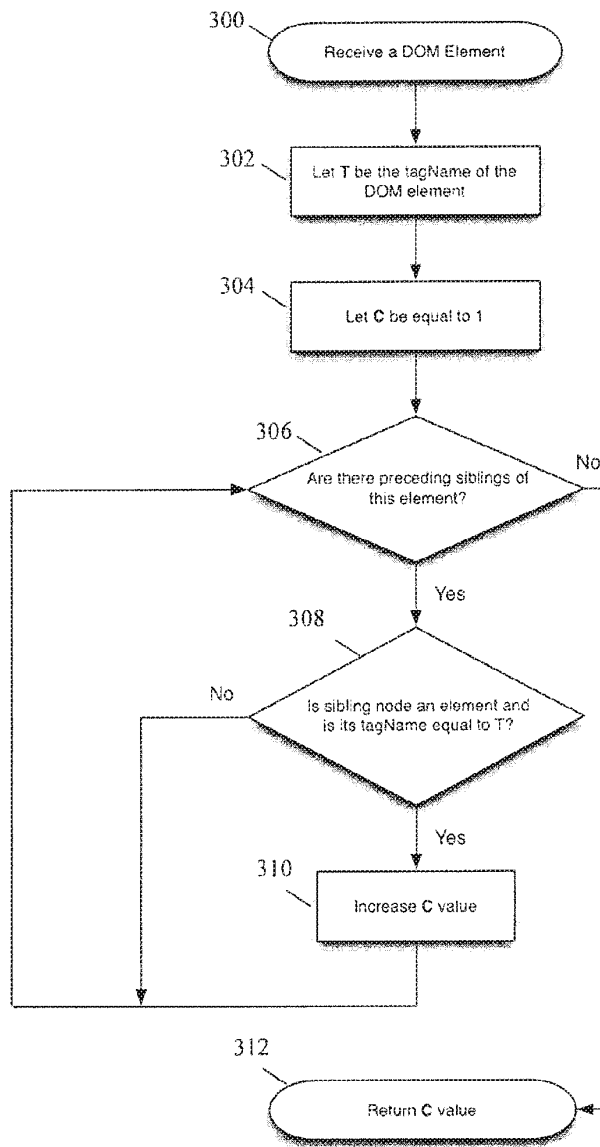 300
Receive a DOM Element
302
Let T be the tagName of the
DOM element
304
Let C be equal to 1
306
Are there preceding siblings of
this element?
No
Yes
308
No
Is sibling node an element and
is its tagName equal to T?
Yes
310
Increase C value
312
Return C value